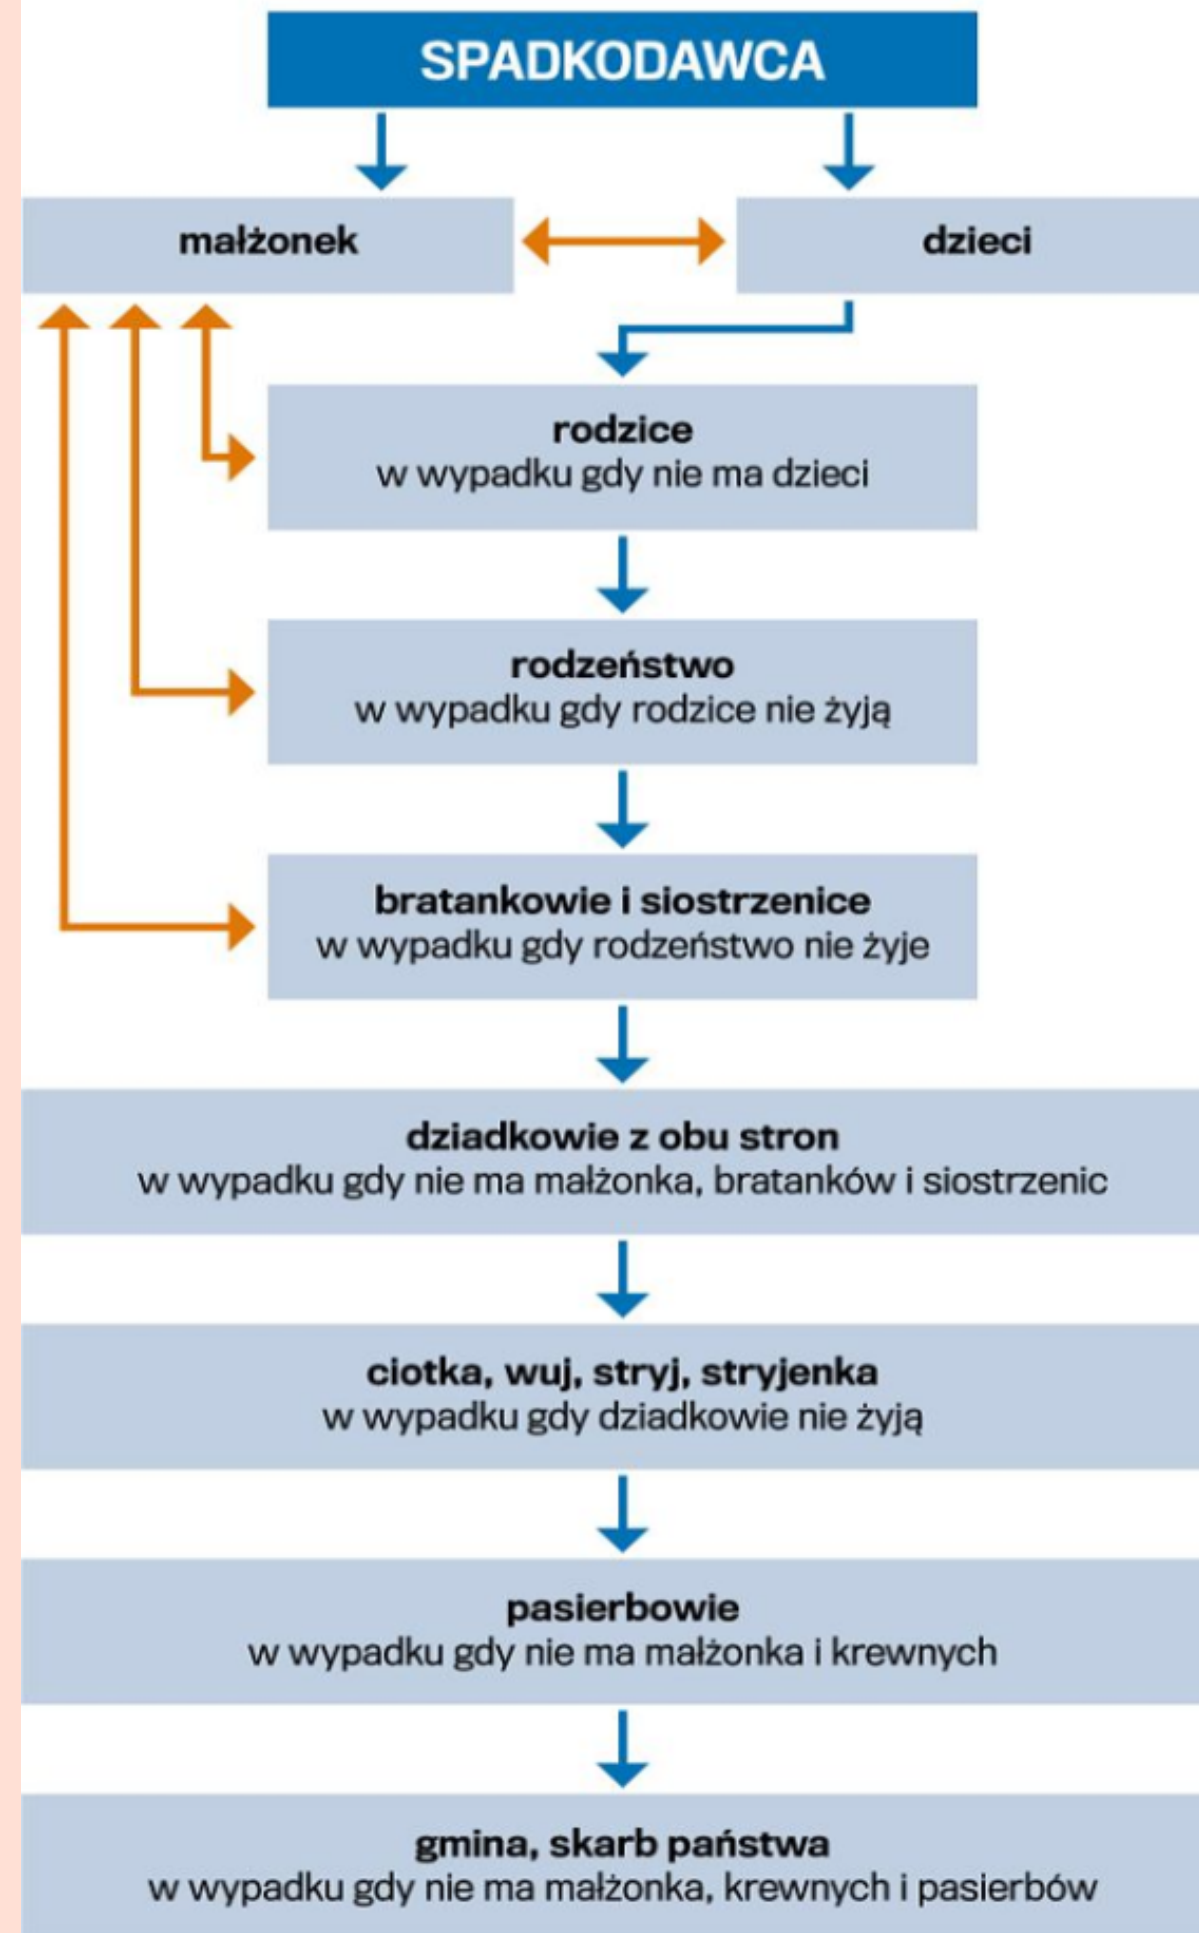 SPADKODAWCA
małżonek
dzieci
rodzice
w wypadku gdy nie ma dzieci
rodzeństwo
w wypadku gdy rodzice nie żyją
bratankowie i siostrzenice
w wypadku gdy rodzeństwo nie żyje
dziadkowie z obu stron
w wypadku gdy nie ma małżonka, bratanków i siostrzenic
ciotka, wuj, stryj, stryjenka
w wypadku gdy dziadkowie nie żyją
pasierbowie
w wypadku gdy nie ma małżonka i krewnych
gmina, skarb państwa
w wypadku gdy nie ma małżonka, krewnych i pasierbów